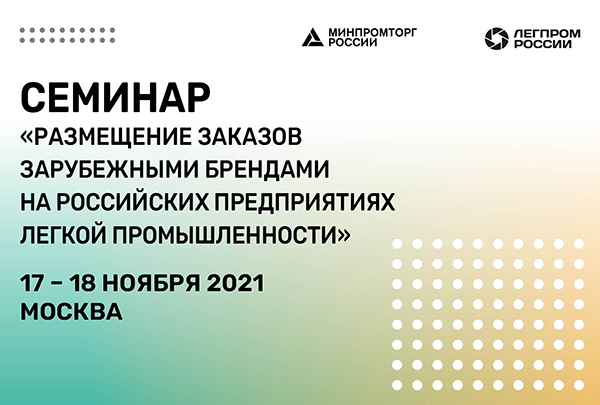 МИНПРОМТОРГ
РОССИИ
ЛЕГПРОМ
РОССИИ
СЕМИНАР
«РАЗМЕЩЕНИЕ ЗАКАЗОВ
ЗАРУБЕЖНЫМИ БРЕНДАМИ
НА РОССИЙСКИХ ПРЕДПРИЯТИЯХ
ЛЕГКОЙ ПРОМЫШЛЕННОСТИ»
17 – 18 НОЯБРЯ 2021
МОСКВА